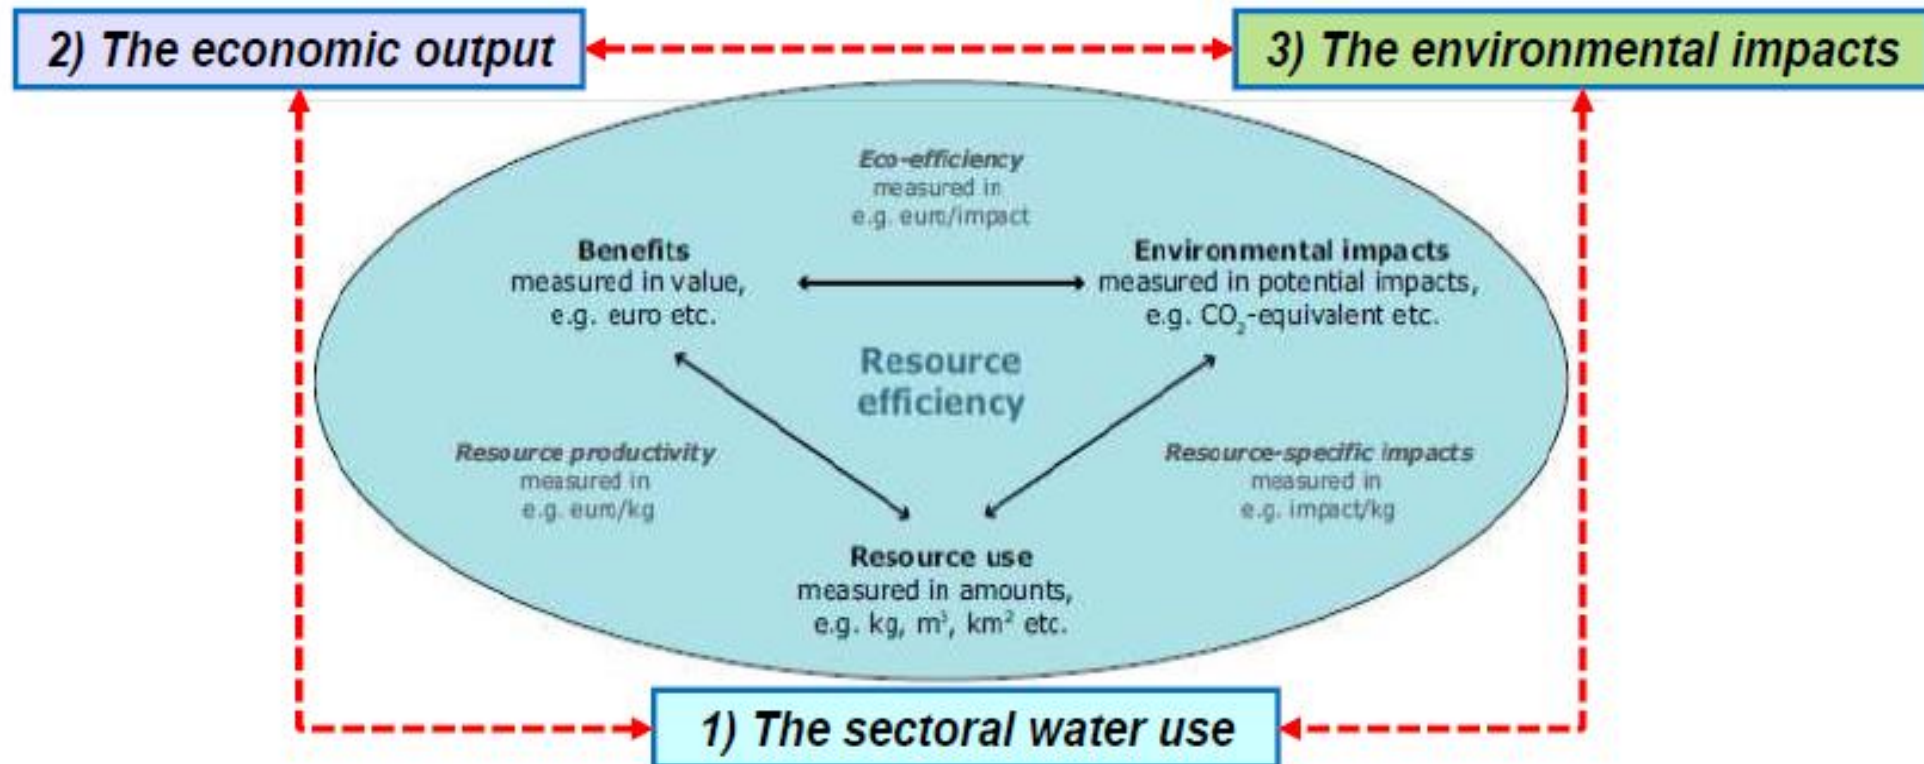 2) The economic output
3) The environmental impacts
Eco-efficiency
measured in
e.g. euro/impact
Benefits
measured in value,
e.g. euro etc.
Environmental impacts
measured in potential impacts,
e.g. CO₂-equivalent etc.
Resource
efficiency
Resource productivity
measured in
e.g. euro/kg
Resource-specific impacts
measured in
e.g. impact/kg
Resource use
measured in amounts,
e.g. kg, m³, km² etc.
1) The sectoral water use